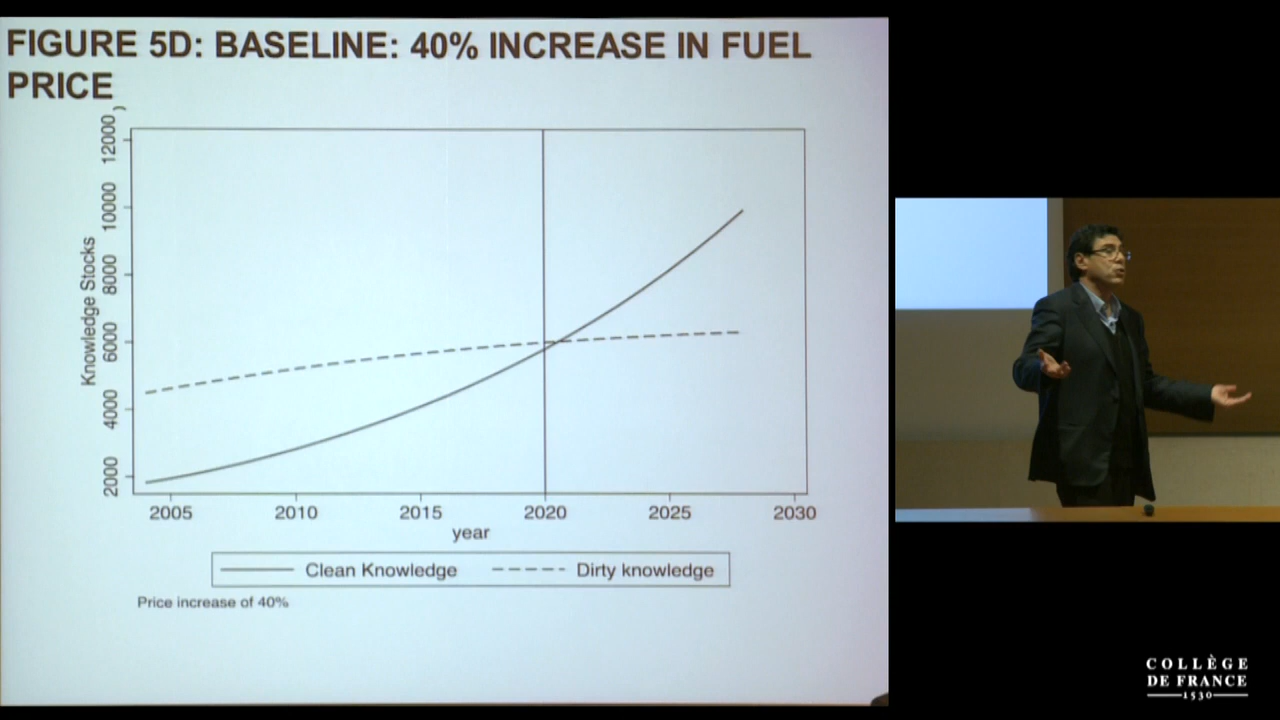 FIGURE 5D: BASELINE: 40% INCREASE IN FUEL
PRICE
)
12000
10000
8000
6000
4000
2000
Knowledge Stocks
2005 2010 2015 2020 2025 2030
year
Clean Knowledge Dirty knowledge
Price increase of 40%
COLLÈGE
DE FRANCE
1530